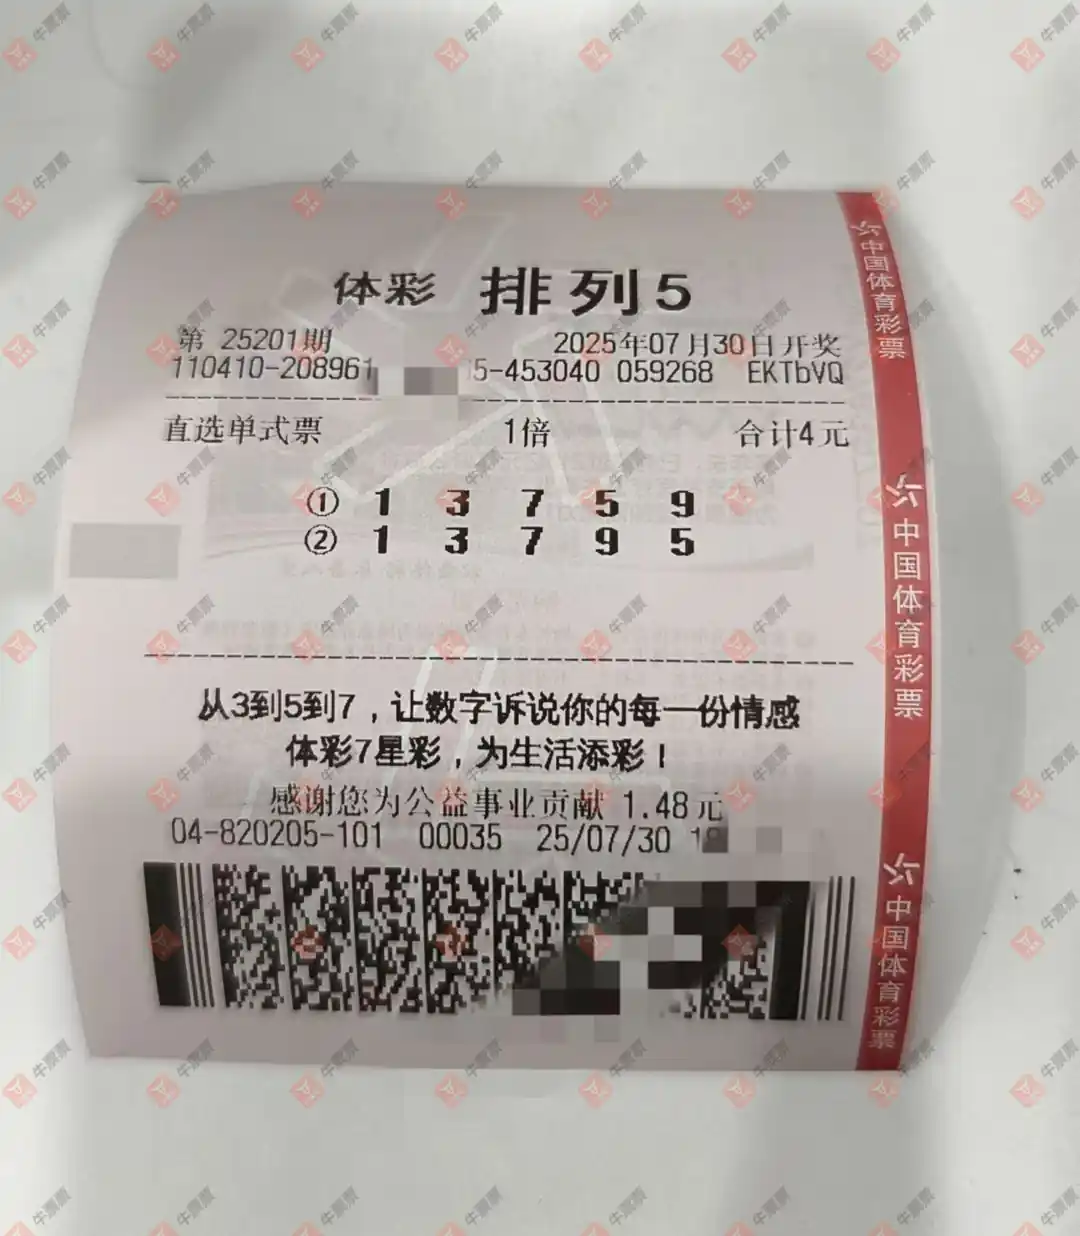 体彩 排列5
第 25201期 2025年07月30日开奖
110410-208961 5-453040 059268 EKTbVQ
直选单式票 1倍 合计4元
① 1 3 7 5 9
② 1 3 7 9 5
从3到5到7，让数字诉说你的每一份情感
体彩7星彩，为生活添彩！
感谢您为公益事业贡献 1.48元
04-820205-101 00035 25/07/30
中国体育彩票
中国体育彩票
中国体育彩票
牛票票